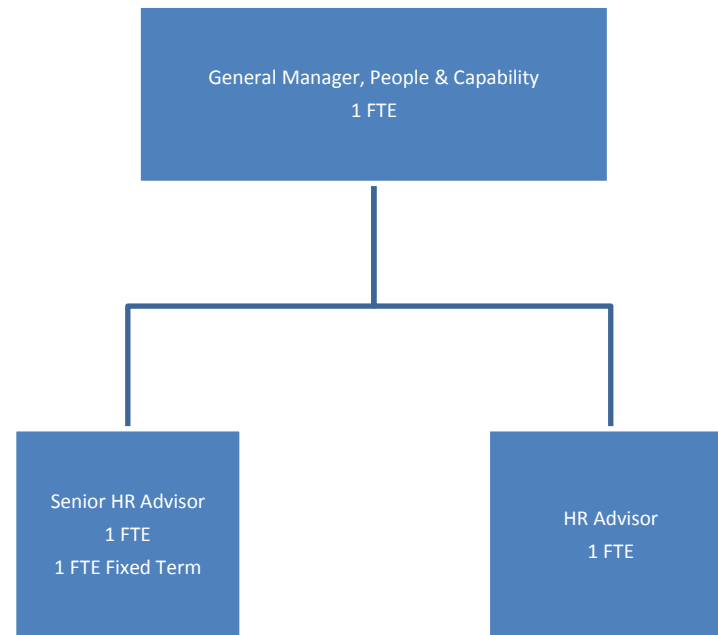 General Manager, People & Capability
1 FTE
Senior HR Advisor
1 FTE
1 FTE Fixed Term
HR Advisor
1 FTE